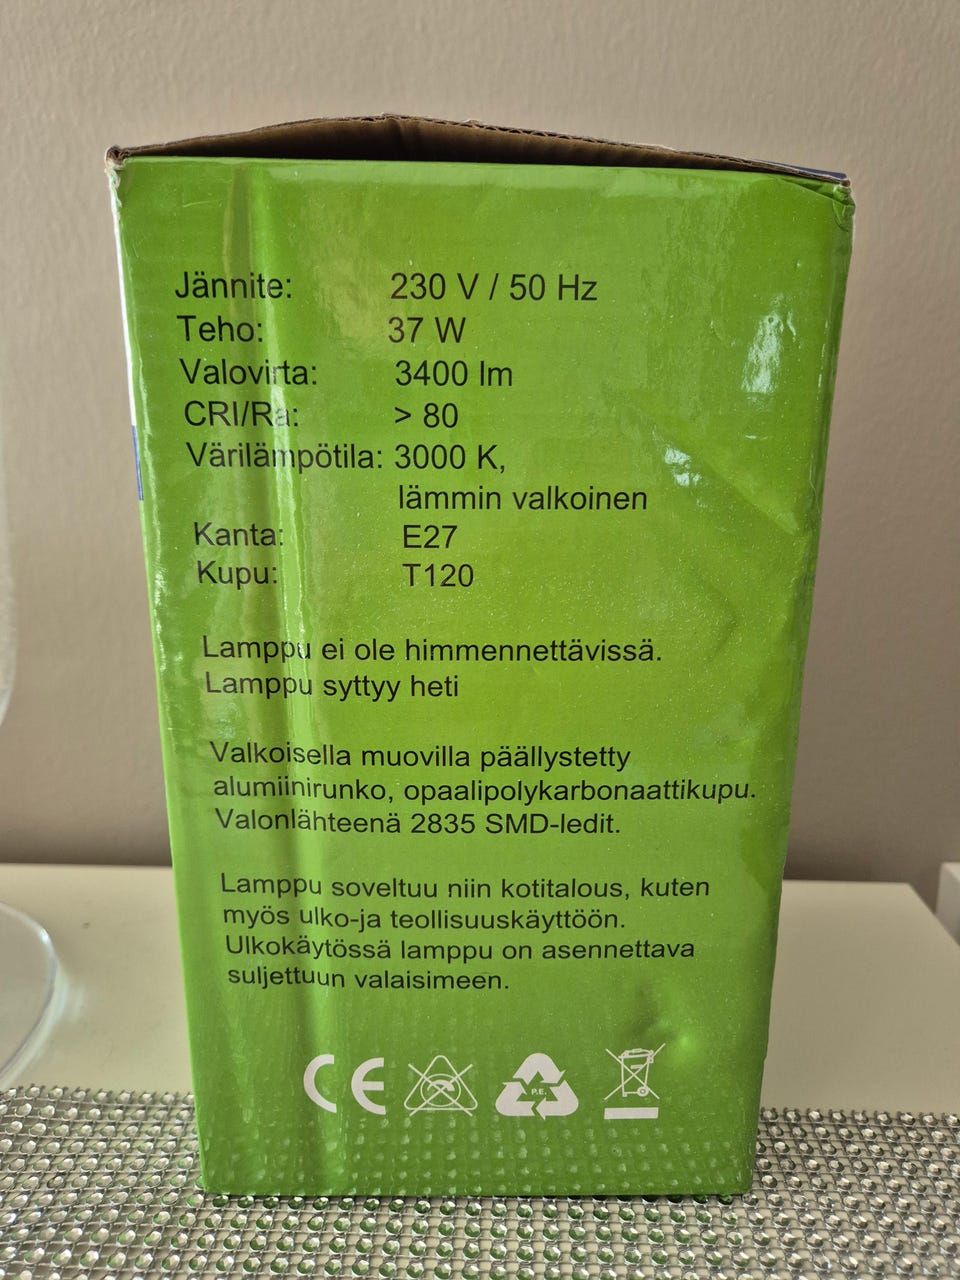 Jännite: 230 V / 50 Hz
Teho: 37 W
Valovirta: 3400 lm
CRI/Ra: > 80
Värilämpötila: 3000 K,
lämmin valkoinen
Kanta: E27
Kupu: T120
Lamppu ei ole himmennettävissä.
Lamppu syttyy heti
Valkoisella muovilla päällystetty
alumiinirunko, opaalipolykarbonaattikupu.
Valonlähteenä 2835 SMD-ledit.
Lamppu soveltuu niin kotitalous, kuten
myös ulko-ja teollisuuskäyttöön.
Ulkokäytössä lamppu on asennettava
suljettuun valaisimeen.
CE P.E.